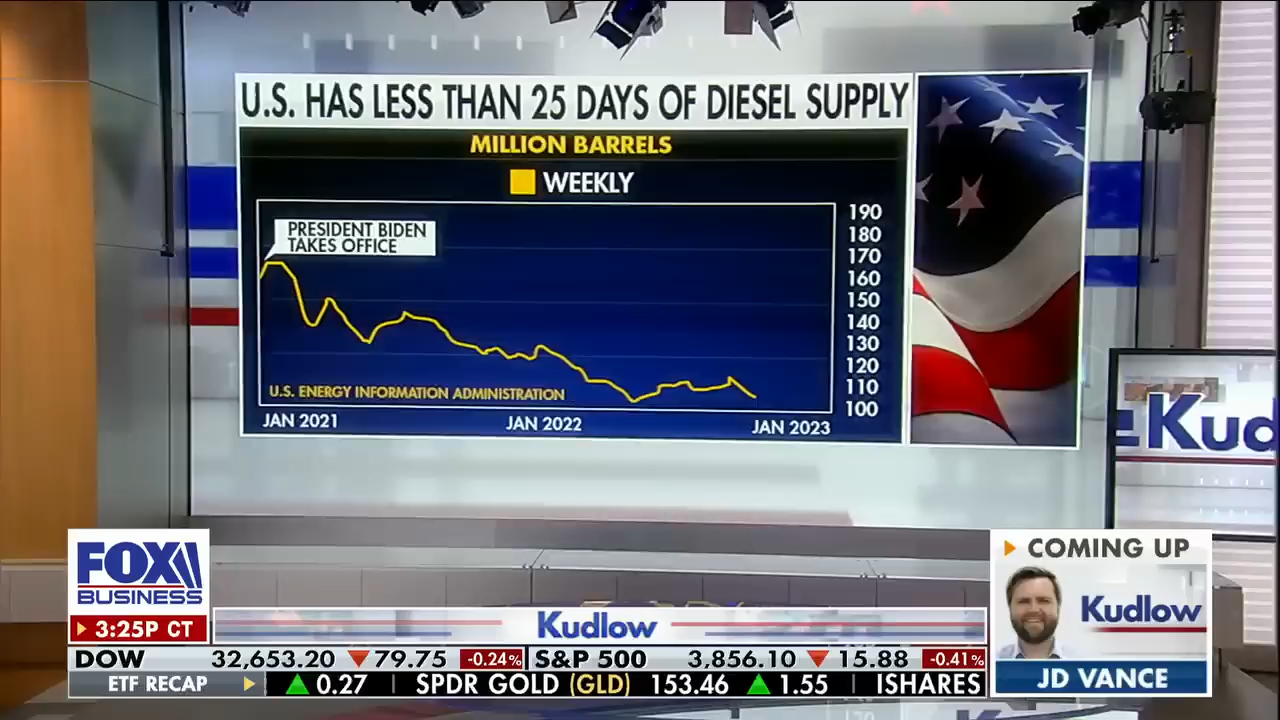 U.S. HAS LESS THAN 25 DAYS OF DIESEL SUPPLY
MILLION BARRELS
WEEKLY
PRESIDENT BIDEN
TAKES OFFICE
190
180
170
160
150
140
130
120
110
100
U.S. ENERGY INFORMATION ADMINISTRATION
JAN 2021
JAN 2022
JAN 2023
Kud
FOX
BUSINESS
3:25P CT
Kudlow
COMING UP
Kudlow
JD VANCE
DOW 32,653.20 ▼79.75 -0.24% S&P 500 3,856.10 ▼ 15.88 -0.41%
ETF RECAP ▲ 0.27 | SPDR GOLD (GLD) 153.46 ▲ 1.55 | ISHARES